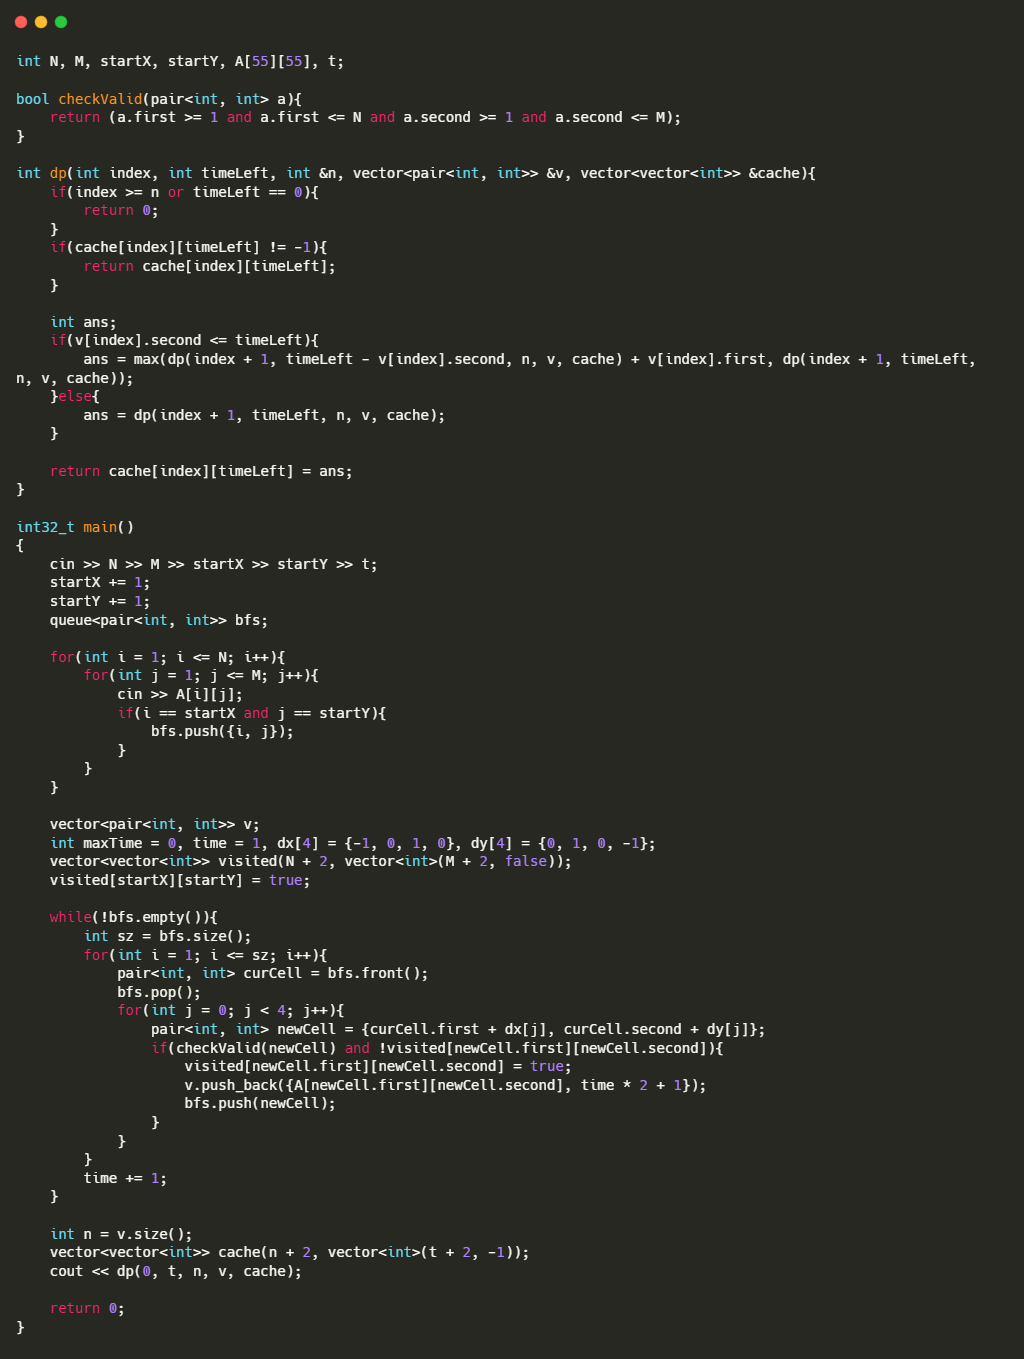 int N, M, startX, startY, A[55][55], t;

bool checkValid(pair<int, int> a){
    return (a.first >= 1 and a.first <= N and a.second >= 1 and a.second <= M);
}

int dp(int index, int timeLeft, int &n, vector<pair<int, int>> &v, vector<vector<int>> &cache){
    if(index >= n or timeLeft == 0){
        return 0;
    }
    if(cache[index][timeLeft] != -1){
        return cache[index][timeLeft];
    }

    int ans;
    if(v[index].second <= timeLeft){
        ans = max(dp(index + 1, timeLeft - v[index].second, n, v, cache) + v[index].first, dp(index + 1, timeLeft,
n, v, cache));
    }else{
        ans = dp(index + 1, timeLeft, n, v, cache);
    }

    return cache[index][timeLeft] = ans;
}

int32_t main()
{
    cin >> N >> M >> startX >> startY >> t;
    startX += 1;
    startY += 1;
    queue<pair<int, int>> bfs;

    for(int i = 1; i <= N; i++){
        for(int j = 1; j <= M; j++){
            cin >> A[i][j];
            if(i == startX and j == startY){
                bfs.push({i, j});
            }
        }
    }

    vector<pair<int, int>> v;
    int maxTime = 0, time = 1, dx[4] = {-1, 0, 1, 0}, dy[4] = {0, 1, 0, -1};
    vector<vector<int>> visited(N + 2, vector<int>(M + 2, false));
    visited[startX][startY] = true;

    while(!bfs.empty()){
        int sz = bfs.size();
        for(int i = 1; i <= sz; i++){
            pair<int, int> curCell = bfs.front();
            bfs.pop();
            for(int j = 0; j < 4; j++){
                pair<int, int> newCell = {curCell.first + dx[j], curCell.second + dy[j]};
                if(checkValid(newCell) and !visited[newCell.first][newCell.second]){
                    visited[newCell.first][newCell.second] = true;
                    v.push_back({A[newCell.first][newCell.second], time * 2 + 1});
                    bfs.push(newCell);
                }
            }
        }
        time += 1;
    }

    int n = v.size();
    vector<vector<int>> cache(n + 2, vector<int>(t + 2, -1));
    cout << dp(0, t, n, v, cache);

    return 0;
}